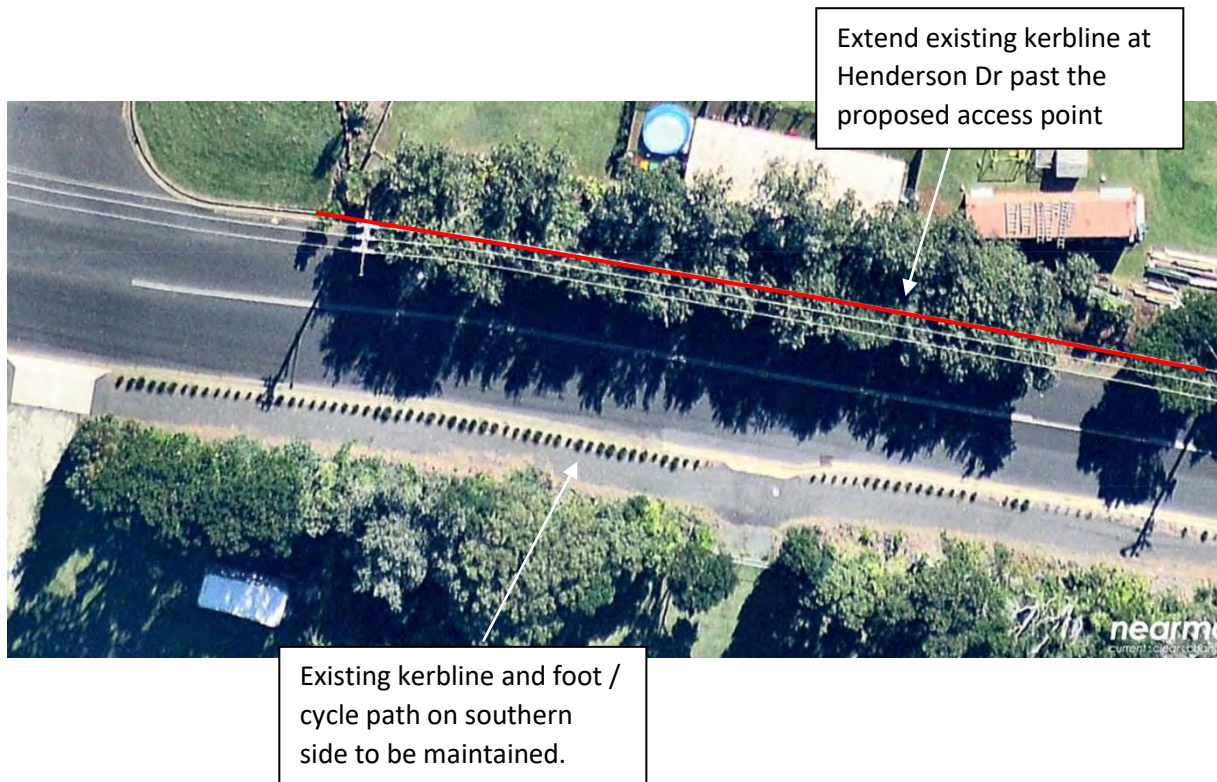 Extend existing kerbline at
Henderson Dr past the
proposed access point
Existing kerbline and foot /
cycle path on southern
side to be maintained.